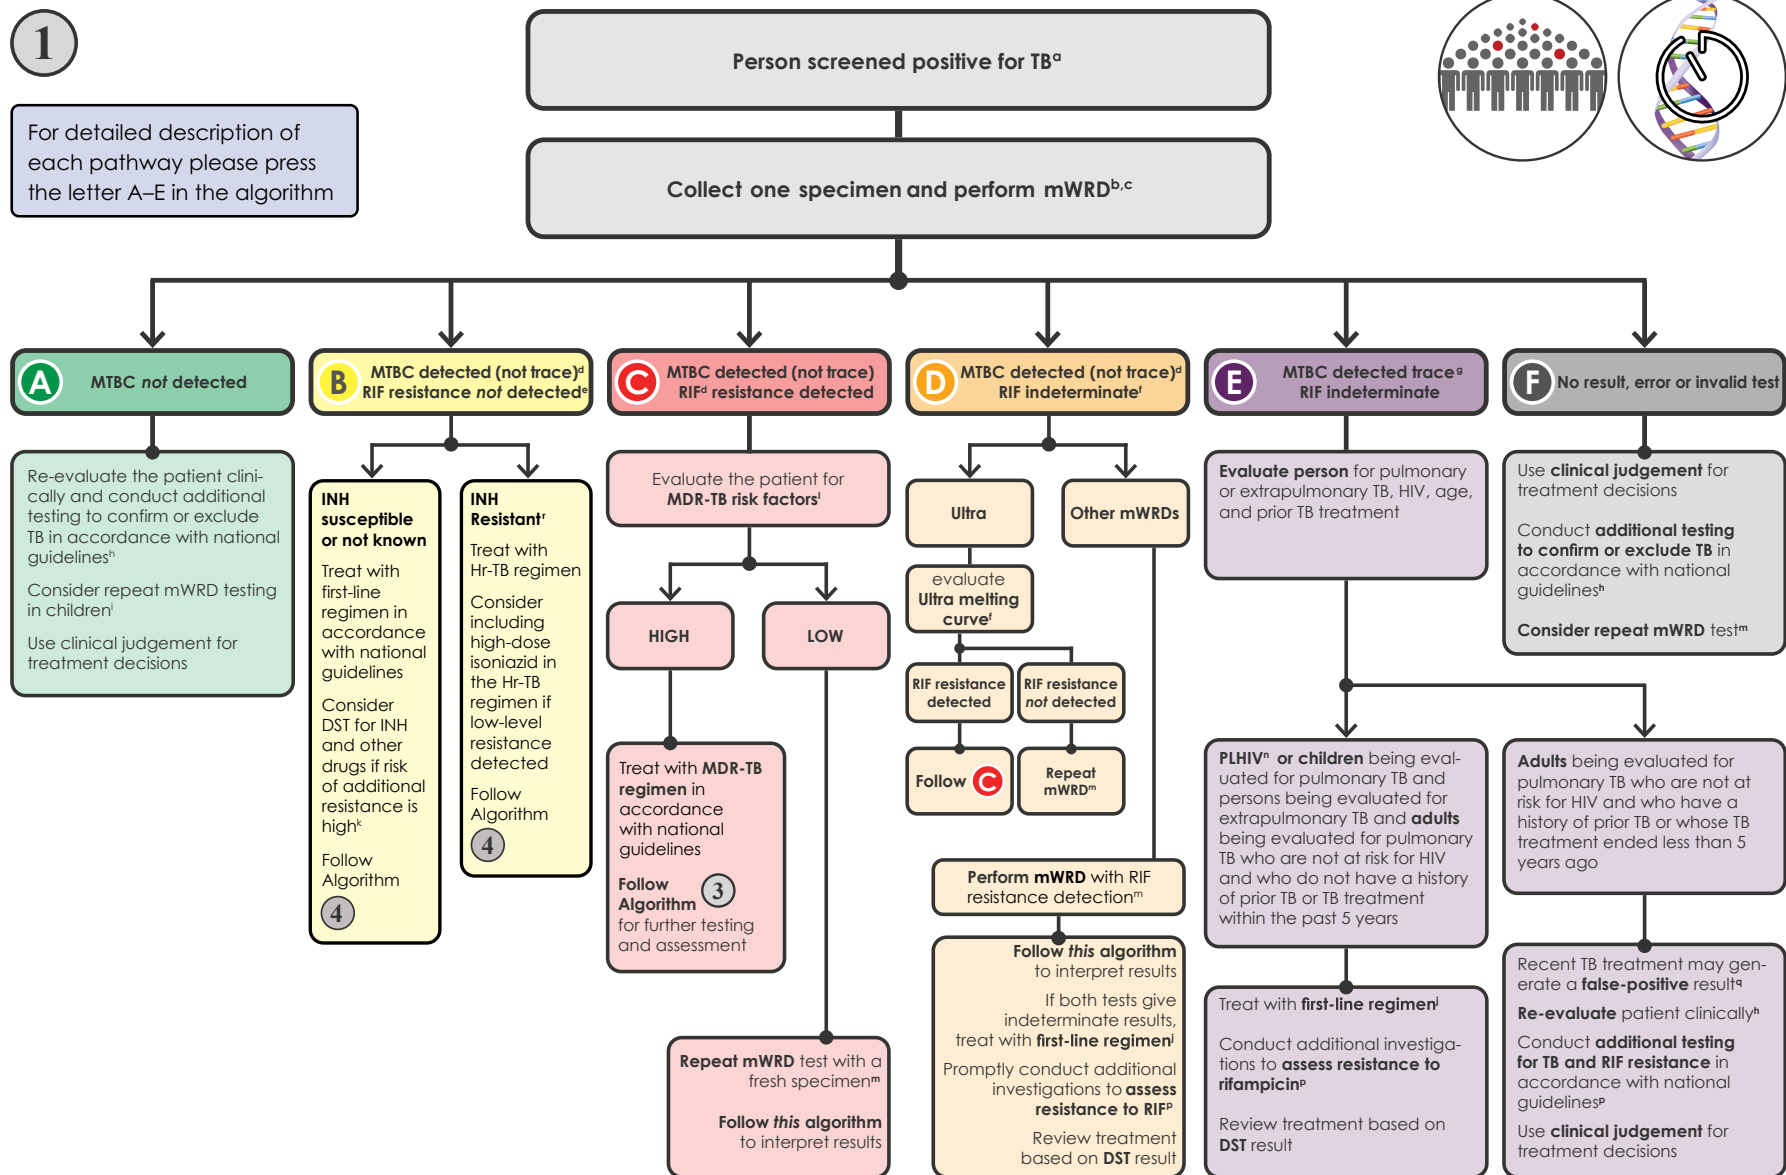 1
For detailed description of
each pathway please press
the letter A–E in the algorithm
Person screened positive for TBᵃ
Collect one specimen and perform mWRDᵇ,ᶜ
A
MTBC not detected
Re-evaluate the patient clini-
cally and conduct additional
testing to confirm or exclude
TB in accordance with national
guidelinesʰ
Consider repeat mWRD testing
in childrenⁱ
Use clinical judgement for
treatment decisions
B
MTBC detected (not trace)ᵈ
RIF resistance not detectedᵉ
INH
susceptible
or not known
Treat with
first-line
regimen in
accordance
with national
guidelines
Consider
DST for INH
and other
drugs if risk
of additional
resistance is
highᵏ
Follow
Algorithm
4
INH
Resistantʳ
Treat with
Hr-TB regimen
Consider
including
high-dose
isoniazid in
the Hr-TB
regimen if
low-level
resistance
detected
Follow
Algorithm
4
C
MTBC detected (not trace)
RIFᵈ resistance detected
Evaluate the patient for
MDR-TB risk factorsˡ
HIGH
LOW
Treat with MDR-TB
regimen in
accordance
with national
guidelines
Follow
Algorithm
3
for further testing
and assessment
Repeat mWRD test with a
fresh specimenᵐ
Follow this algorithm
to interpret results
D
MTBC detected (not trace)ᵈ
RIF indeterminateᶠ
Ultra
Other mWRDs
evaluate
Ultra melting
curveᶠ
RIF resistance
detected
RIF resistance
not detected
Follow C
Repeat
mWRDᵐ
Perform mWRD with RIF
resistance detectionᵐ
Follow this algorithm
to interpret results
If both tests give
indeterminate results,
treat with first-line regimenʲ
Promptly conduct additional
investigations to assess
resistance to RIFᵖ
Review treatment
based on DST result
E
MTBC detected traceᵍ
RIF indeterminate
Evaluate person for pulmonary
or extrapulmonary TB, HIV, age,
and prior TB treatment
PLHIVⁿ or children being eval-
uated for pulmonary TB and
persons being evaluated for
extrapulmonary TB and adults
being evaluated for pulmonary
TB who are not at risk for HIV
and who do not have a history
of prior TB or TB treatment
within the past 5 years
Treat with first-line regimenʲ
Conduct additional investiga-
tions to assess resistance to
rifampicinᵖ
Review treatment based on
DST result
Adults being evaluated for
pulmonary TB who are not at
risk for HIV and who have a
history of prior TB or whose TB
treatment ended less than 5
years ago
Recent TB treatment may gen-
erate a false-positive result𐞥
Re-evaluate patient clinicallyʰ
Conduct additional testing
for TB and RIF resistance in
accordance with national
guidelinesᵖ
Use clinical judgement for
treatment decisions
F
No result, error or invalid test
Use clinical judgement for
treatment decisions
Conduct additional testing
to confirm or exclude TB in
accordance with national
guidelinesʰ
Consider repeat mWRD testᵐ